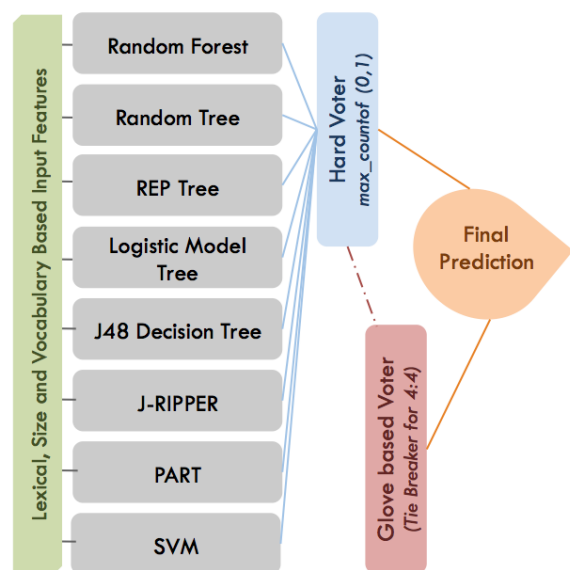 Lexical, Size and Vocabulary Based Input Features
Random Forest
Random Tree
REP Tree
Logistic Model
Tree
J48 Decision Tree
J-RIPPER
PART
SVM
Hard Voter
max_countof (0,1)
Glove based Voter
(Tie Breaker for 4:4)
Final
Prediction